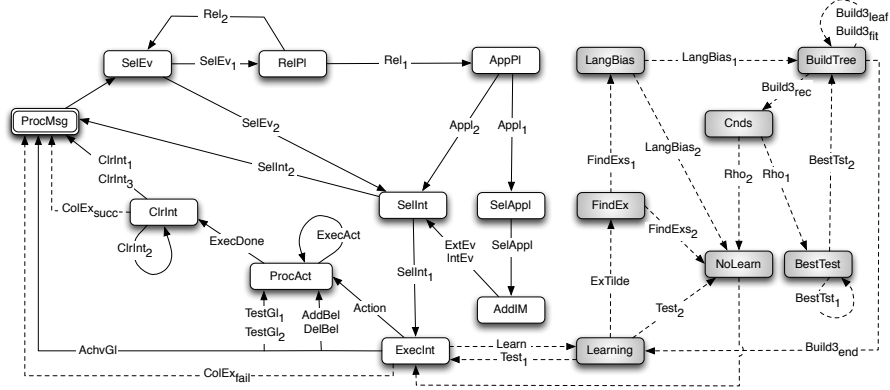 Rel2
Build3leaf
Build3fit
SelEv
SelEv1
RelPl
Rel1
AppPl
LangBias
LangBias1
BuildTree
Build3rec
ProcMsg
SelEv2
Appl2
Appl1
Cnds
ClrInt1
ClrInt3
SelInt2
FindExs1
LangBias2
Rho2
Rho1
BestTst2
ColExsucc
ClrInt
SelInt
SelAppl
FindEx
ClrInt2
ExecDone
ExecAct
ExtEv
IntEv
SelAppl
FindExs2
ProcAct
SelInt1
NoLearn
BestTest
ExTilde
TestGl1
TestGl2
AddBel
DelBel
Action
AddIM
Test2
BestTst1
AchvGl
ExecInt
Learn
Test1
Learning
Build3end
ColExfail